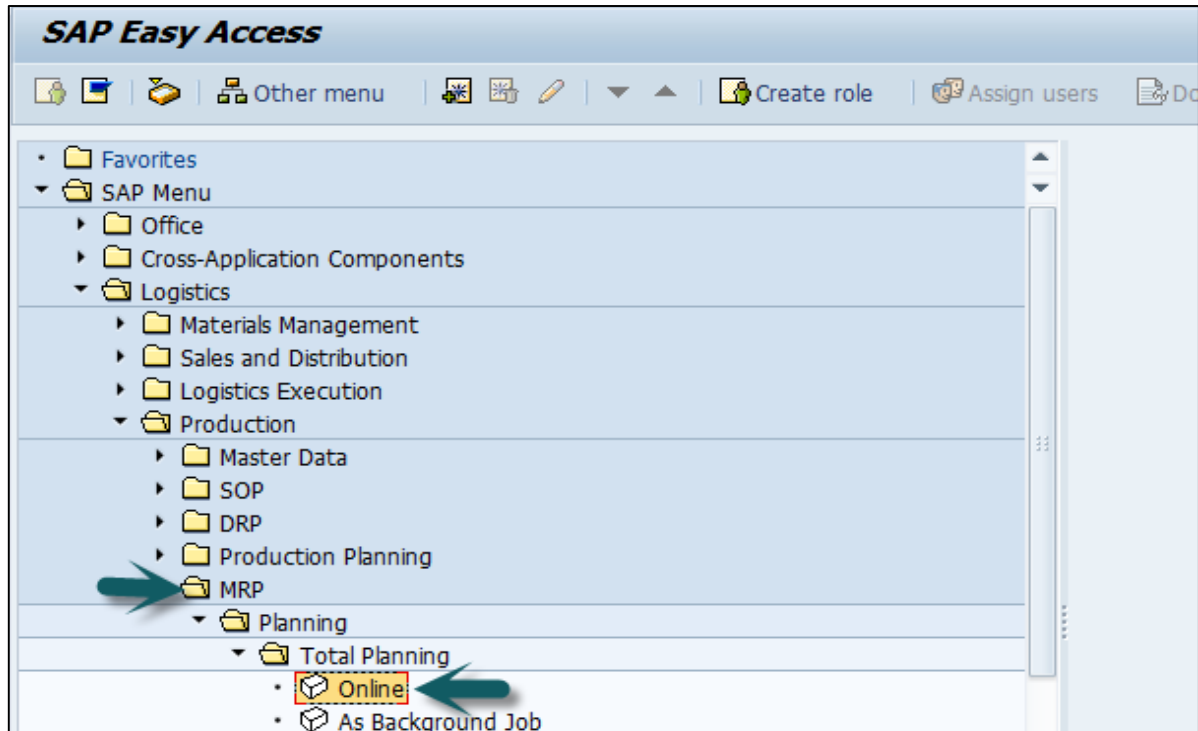 SAP Easy Access
Other menu Create role Assign users Do
Favorites
SAP Menu
Office
Cross-Application Components
Logistics
Materials Management
Sales and Distribution
Logistics Execution
Production
Master Data
SOP
DRP
Production Planning
MRP
Planning
Total Planning
Online
As Background Job